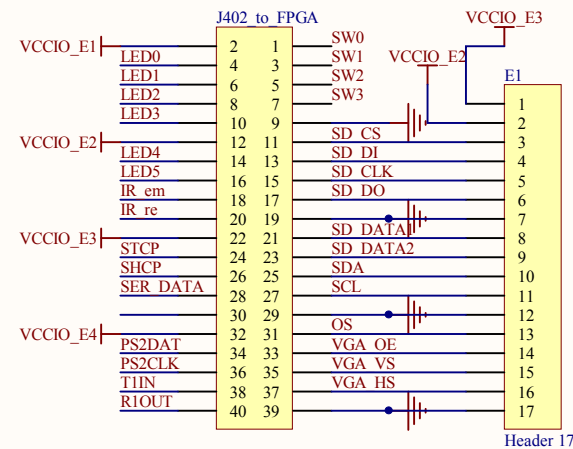 J402_to_FPGA
VCCIO_E3
VCCIO_E1
2 1 SW0
LED0 4 3 SW1
VCCIO_E2
LED1 6 5 SW2
E1
LED2 8 7 SW3
1
LED3 10 9
2
VCCIO_E2 12 11 SD_CS 3
LED4 14 13 SD_DI 4
LED5 16 15 SD_CLK 5
IR_em 18 17 SD_DO 6
IR_re 20 19 7
VCCIO_E3 22 21 SD_DATA1 8
STCP 24 23 SD_DATA2 9
SHCP 26 25 SDA 10
SER_DATA 28 27 SCL 11
30 29 12
VCCIO_E4 32 31 OS 13
PS2DAT 34 33 VGA_OE 14
PS2CLK 36 35 VGA_VS 15
T1IN 38 37 VGA_HS 16
R1OUT 40 39 17
Header 17